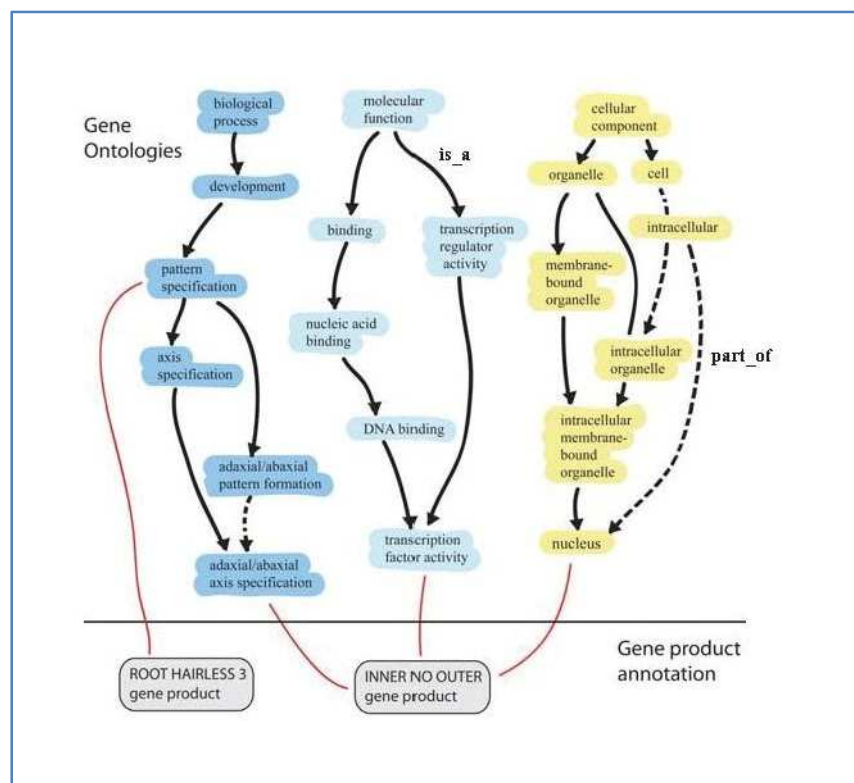 Gene
Ontologies
biological
process
development
pattern
specification
axis
specification
adaxial/abaxial
pattern formation
adaxial/abaxial
axis specification
molecular
function
is_a
binding
transcription
regulator
activity
nucleic acid
binding
DNA binding
transcription
factor activity
cellular
component
organelle
cell
intracellular
membrane-
bound
organelle
intracellular
organelle
part_of
intracellular
membrane-
bound
organelle
nucleus
Gene product
annotation
ROOT HAIRLESS 3
gene product
INNER NO OUTER
gene product